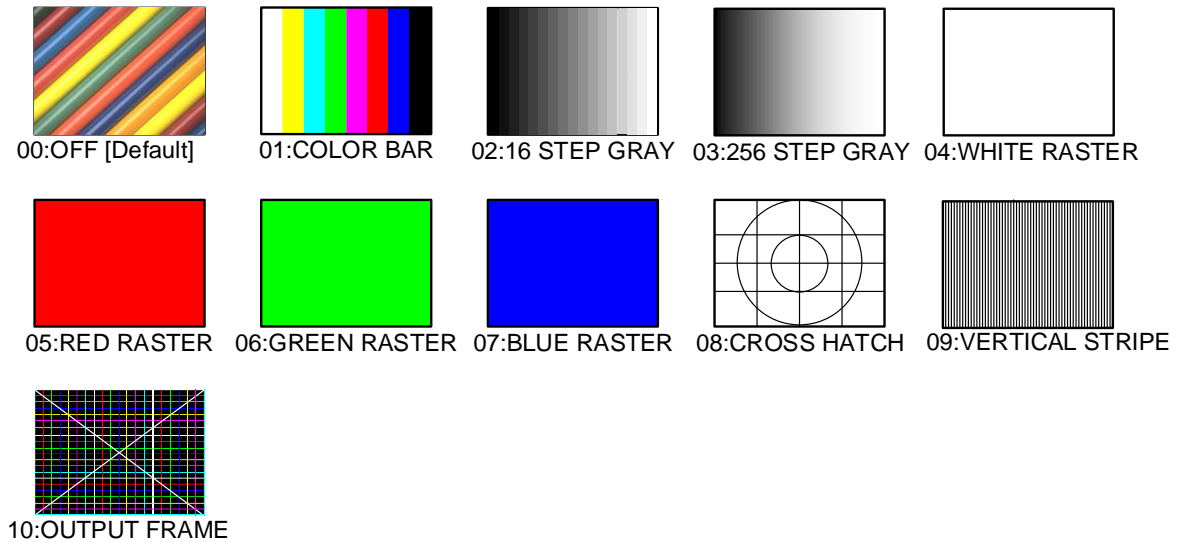 00:OFF [Default]
01:COLOR BAR
02:16 STEP GRAY
03:256 STEP GRAY
04:WHITE RASTER
05:RED RASTER
06:GREEN RASTER
07:BLUE RASTER
08:CROSS HATCH
09:VERTICAL STRIPE
10:OUTPUT FRAME